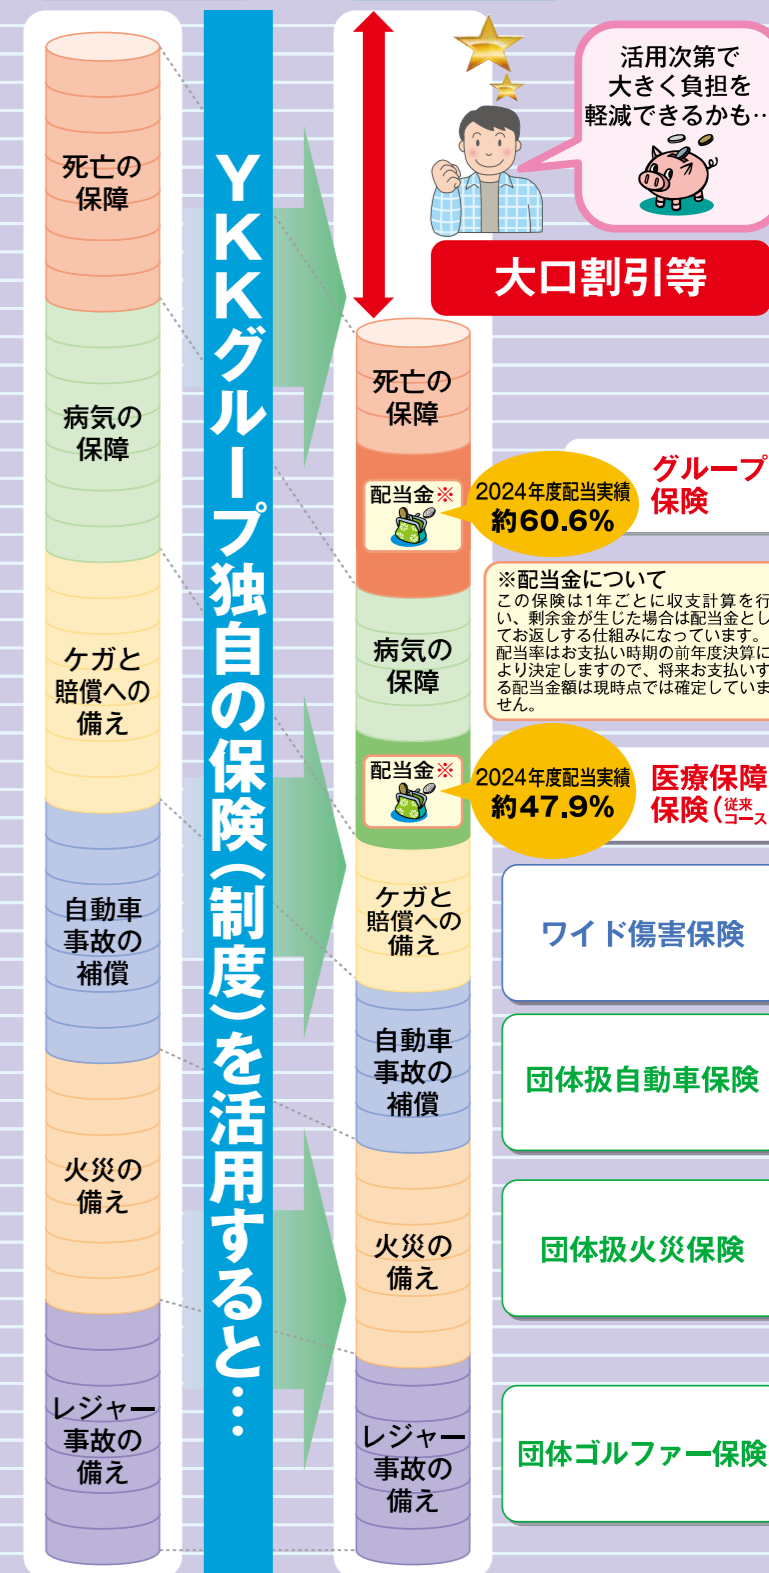 死亡の
保障
病気の
保障
ケガと
賠償への
備え
自動車
事故の
補償
火災の
備え
レジャー
事故の
備え
YKKグループ独自の保険(制度)を活用すると…
活用次第で
大きく負担を
軽減できるかも…
大口割引等
死亡の
保障
配当金※
2024年度配当実績
約60.6%
グループ
保険
※配当金について
この保険は1年ごとに収支計算を行
い、剰余金が生じた場合は配当金とし
てお返しする仕組みになっています。
配当率はお支払い時期の前年度決算に
より決定しますので、将来お支払いす
る配当金額は現時点では確定していま
せん。
病気の
保障
配当金※
2024年度配当実績
約47.9%
医療保障
保険(従来
コース
ケガと
賠償への
備え
ワイド傷害保険
自動車
事故の
補償
団体扱自動車保険
火災の
備え
団体扱火災保険
レジャー
事故の
備え
団体ゴルファー保険